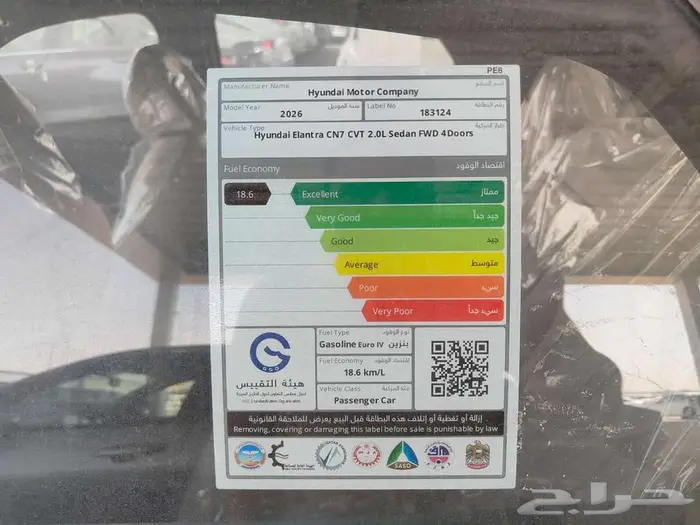 PE6
Manufacturer Name
Hyundai Motor Company
اسم الصانع
Model Year
2026
سنة الموديل
Label No
183124
رقم البطاقة
Vehicle Type
طراز المركبة
Hyundai Elantra CN7 CVT 2.0L Sedan FWD 4Doors
Fuel Economy
اقتصاد الوقود
18.6
Excellent ممتاز
Very Good جيد جداً
Good جيد
Average متوسط
Poor سيء
Very Poor سيء جداً
GSO
هيئة التقييس
Fuel Type نوع الوقود
Gasoline Euro IV بنزين
Fuel Economy اقتصاد الوقود
18.6 km/L
Vehicle Class فئة المركبة
Passenger Car
إزالة أو تغطية أو إتلاف هذه البطاقة قبل البيع يعرض للملاحقة القانونية
Removing, covering or damaging this label before sale is punishable by law
SASO
حراج